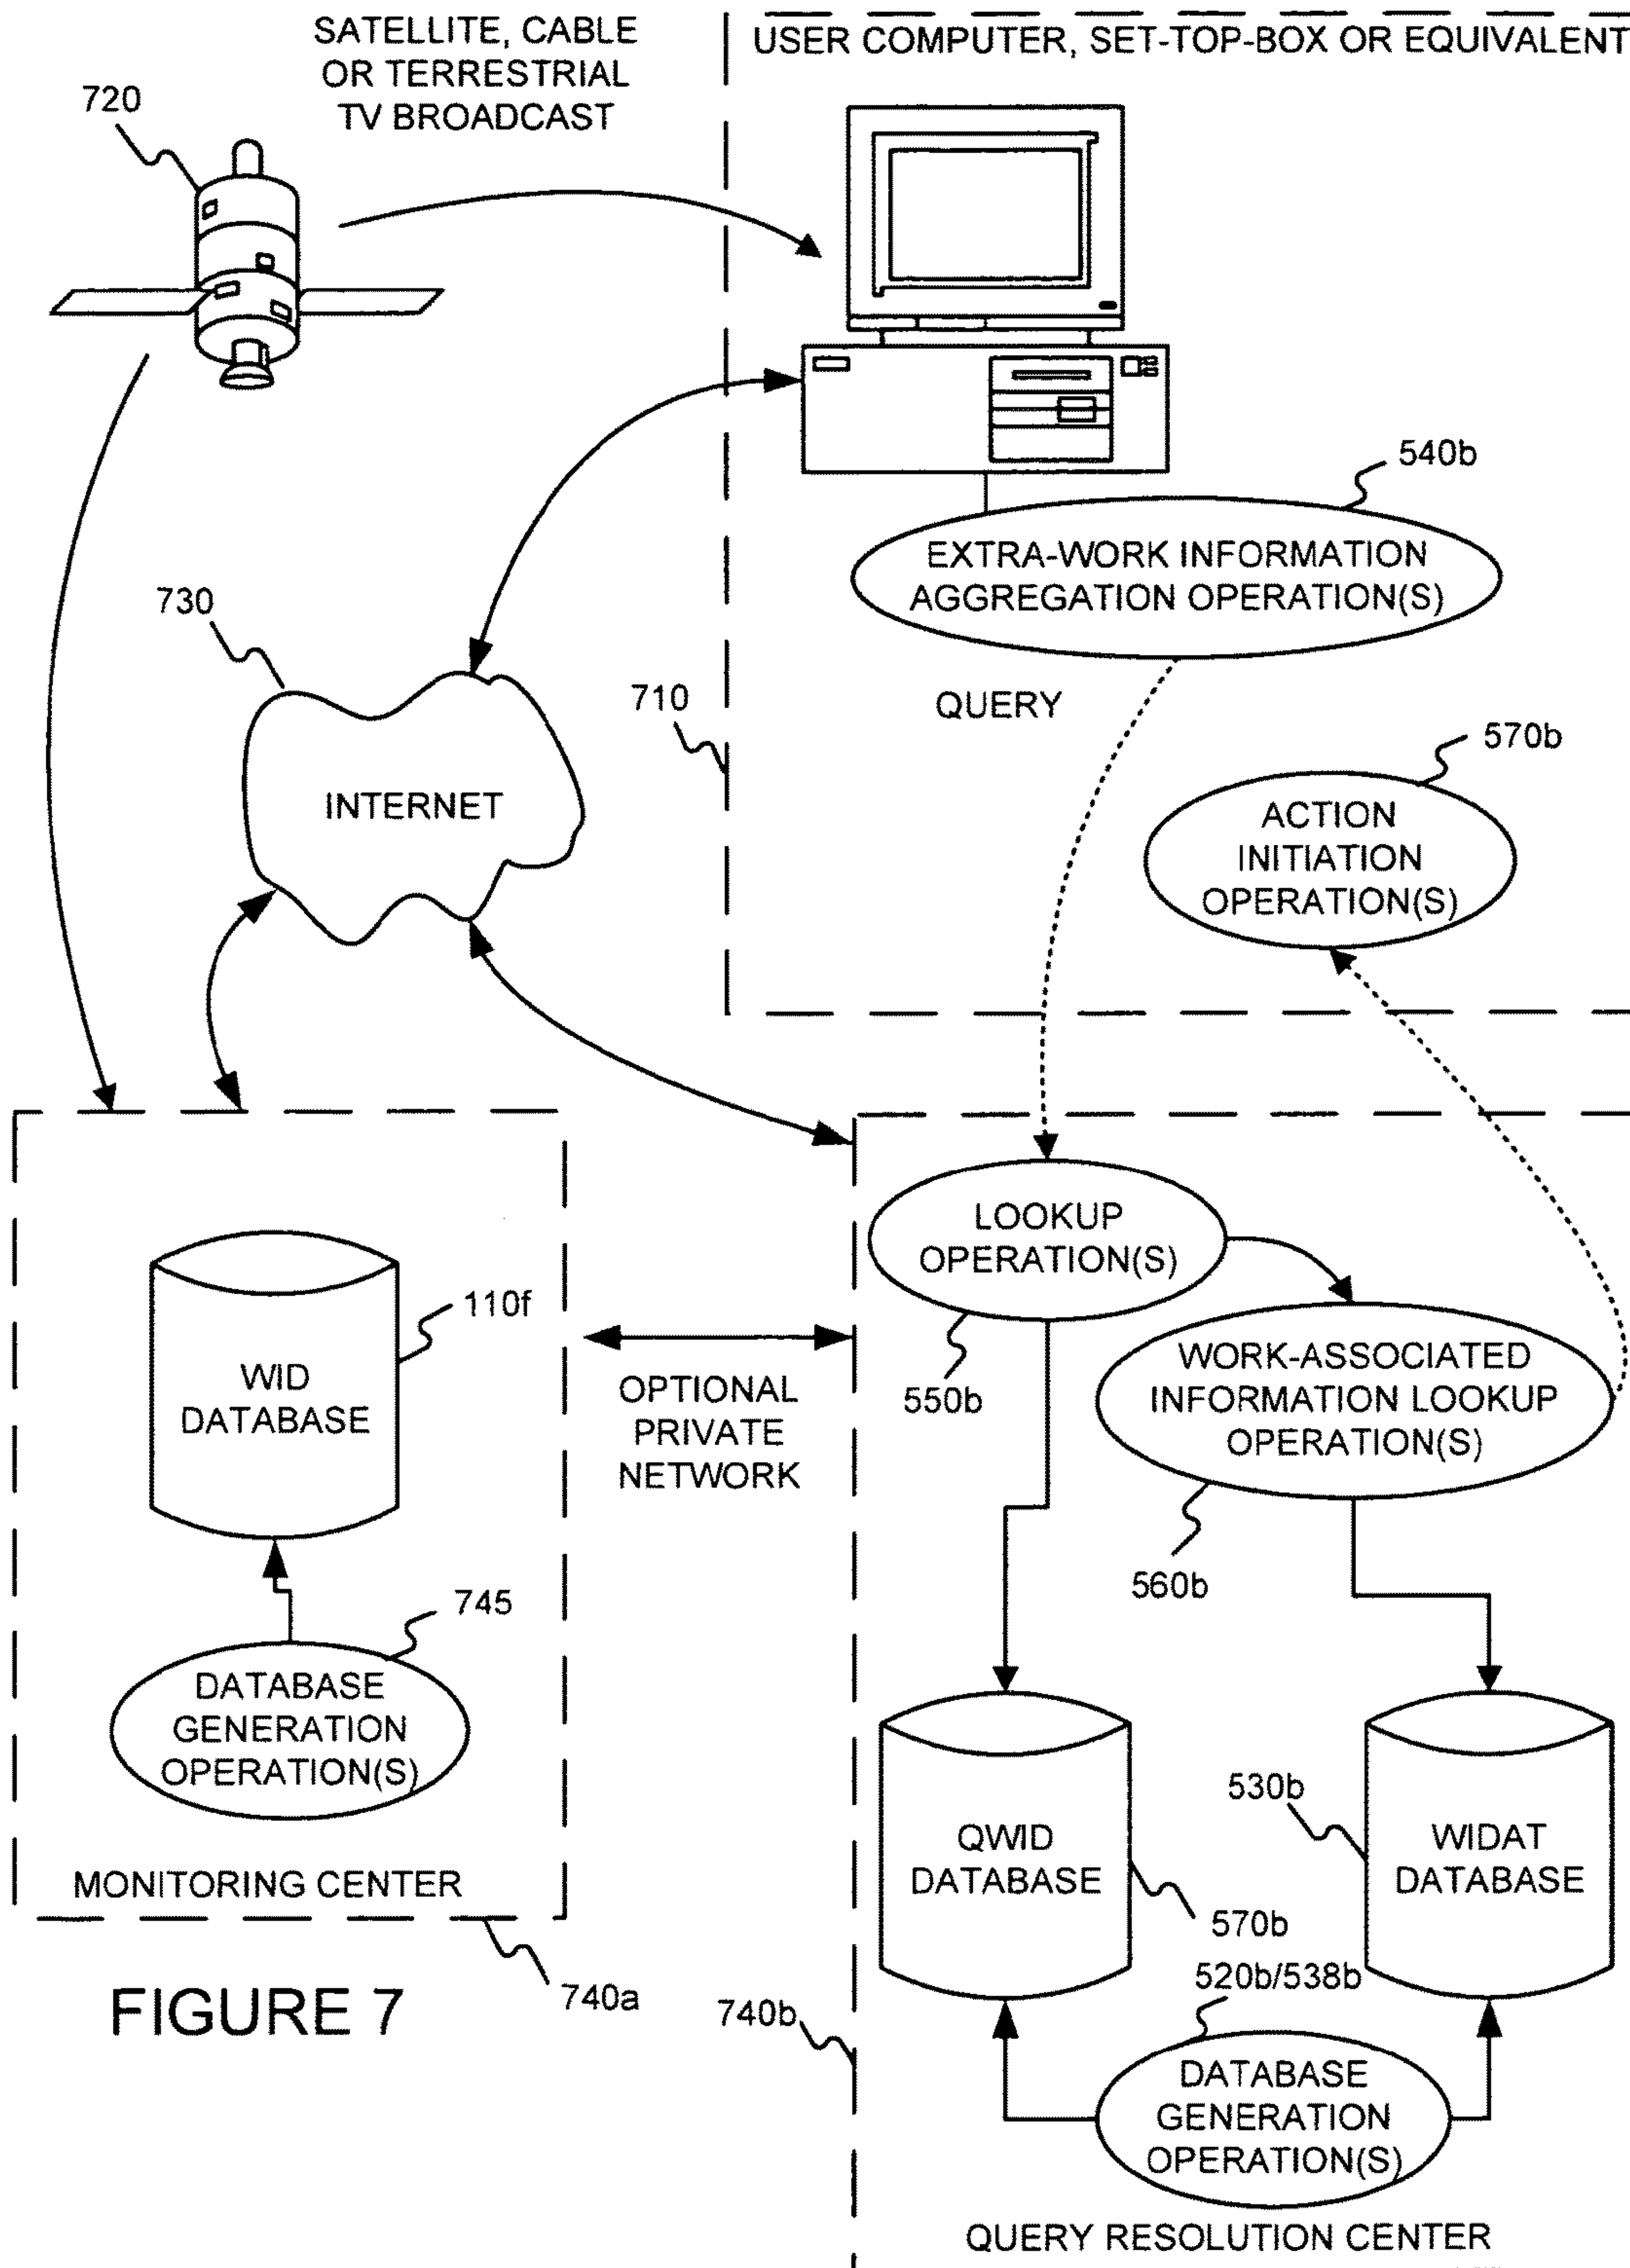 SATELLITE, CABLE
OR TERRESTRIAL
TV BROADCAST
USER COMPUTER, SET-TOP-BOX OR EQUIVALENT
720
540b
EXTRA-WORK INFORMATION
AGGREGATION OPERATION(S)
730
710
QUERY
570b
INTERNET
ACTION
INITIATION
OPERATION(S)
LOOKUP
OPERATION(S)
110f
WID
DATABASE
OPTIONAL
PRIVATE
NETWORK
550b
WORK-ASSOCIATED
INFORMATION LOOKUP
OPERATION(S)
560b
745
DATABASE
GENERATION
OPERATION(S)
530b
QWID
DATABASE
WIDAT
DATABASE
MONITORING CENTER
570b
520b/538b
740a
740b
FIGURE 7
DATABASE
GENERATION
OPERATION(S)
QUERY RESOLUTION CENTER